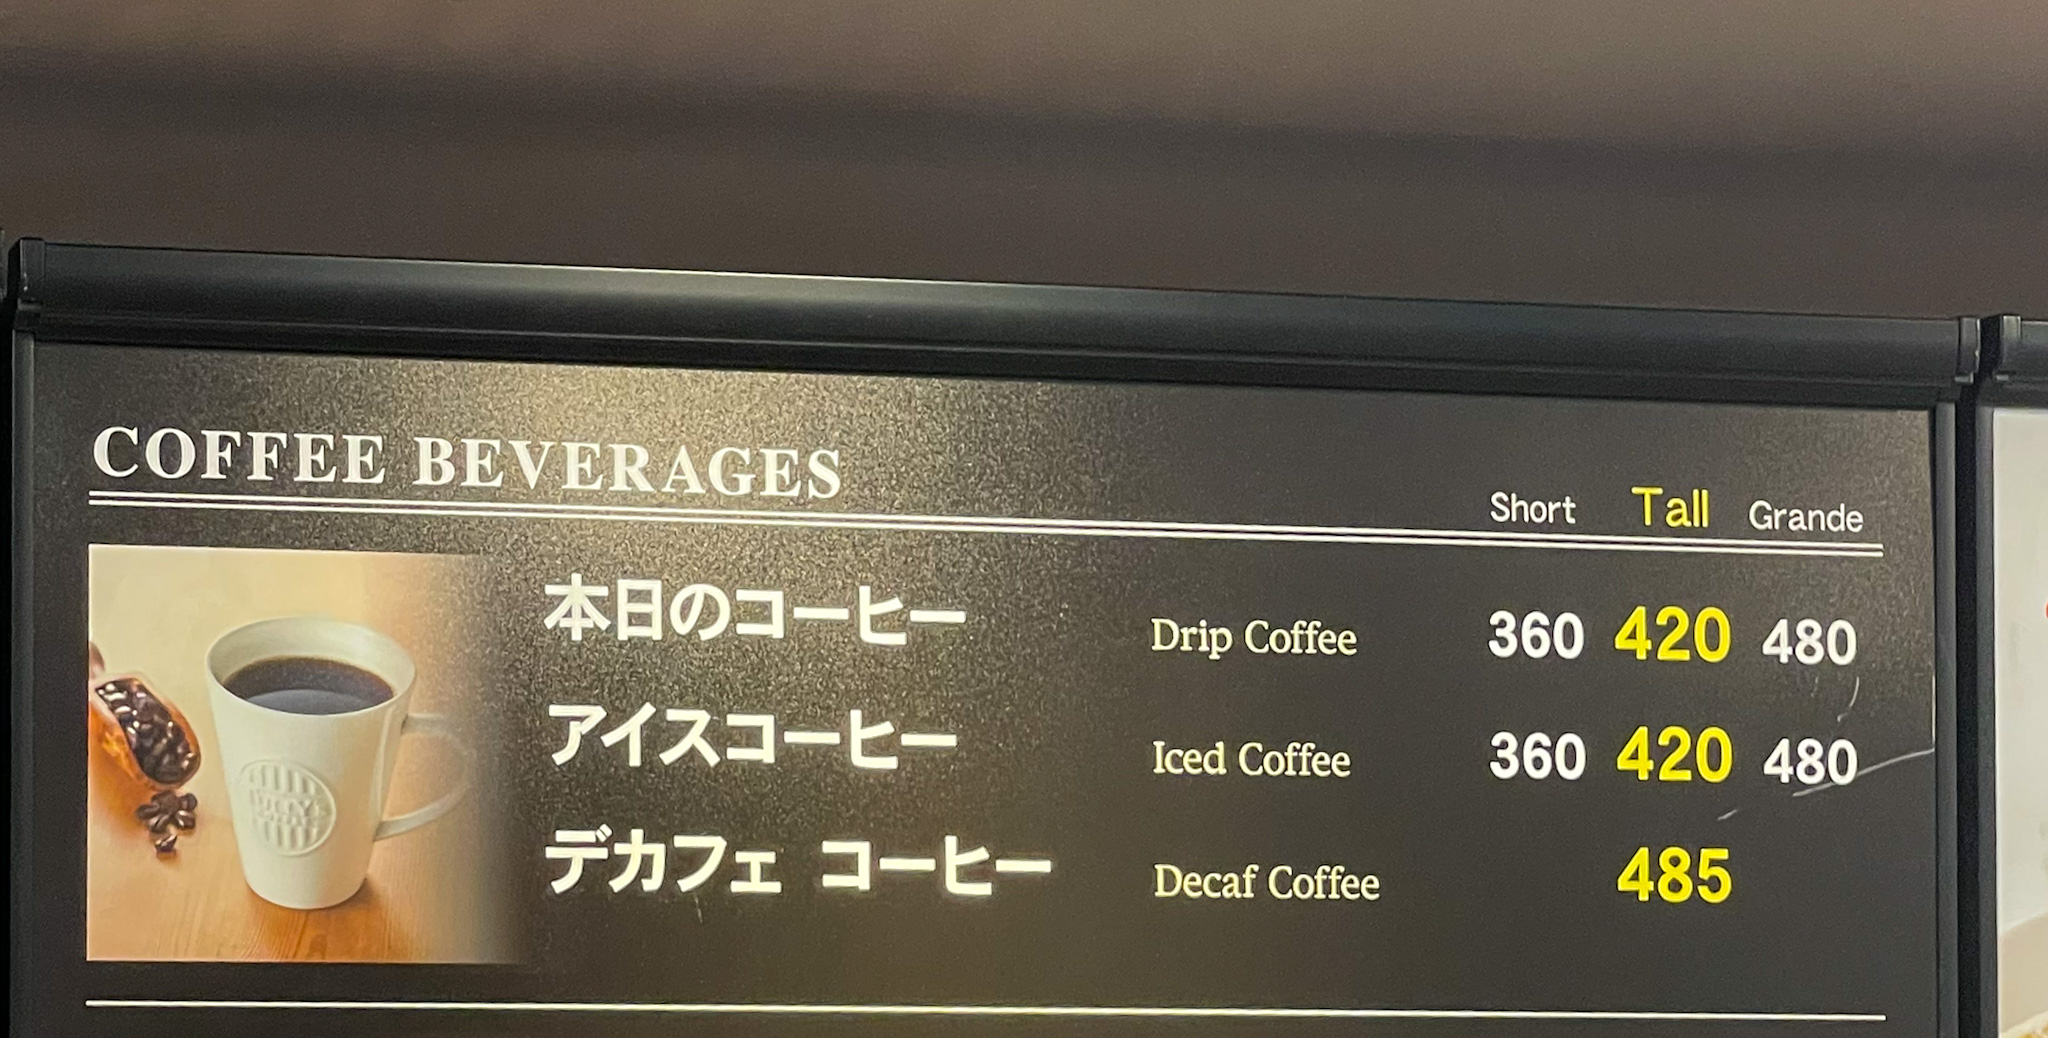 COFFEE BEVERAGES
Short Tall Grande
本日のコーヒー Drip Coffee 360 420 480
アイスコーヒー Iced Coffee 360 420 480
デカフェ コーヒー Decaf Coffee 485